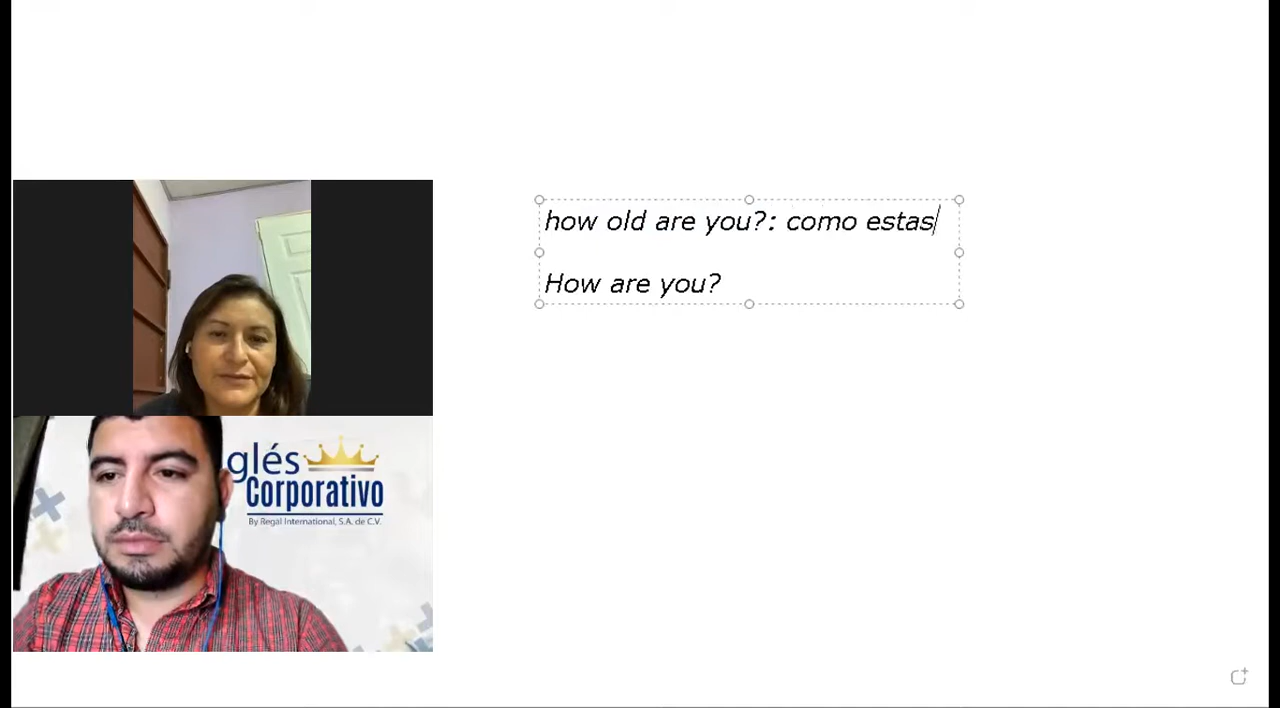 how old are you?: como estas
How are you?
glés
Corporativo
By Regal International, S.A. de C.V.